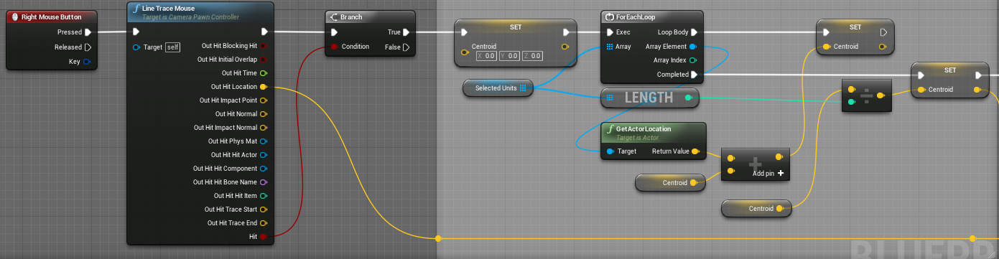 Right Mouse Button
Pressed
Released
Key
Line Trace Mouse
Target is Camera Pawn Controller
Target self
Out Hit Blocking Hit
Out Hit Initial Overlap
Out Hit Time
Out Hit Location
Out Hit Impact Point
Out Hit Normal
Out Hit Impact Normal
Out Hit Phys Mat
Out Hit Hit Actor
Out Hit Hit Component
Out Hit Hit Bone Name
Out Hit Hit Item
Out Hit Trace Start
Out Hit Trace End
Hit
Branch
True
Condition False
SET
Centroid
X 0.0 Y 0.0 Z 0.0
Selected Units
ForEachLoop
Exec Loop Body
Array Array Element
Array Index
Completed
LENGTH
GetActorLocation
Target is Actor
Target Return Value
Centroid
+
Add pin +
Centroid
SET
Centroid
÷
SET
Centroid